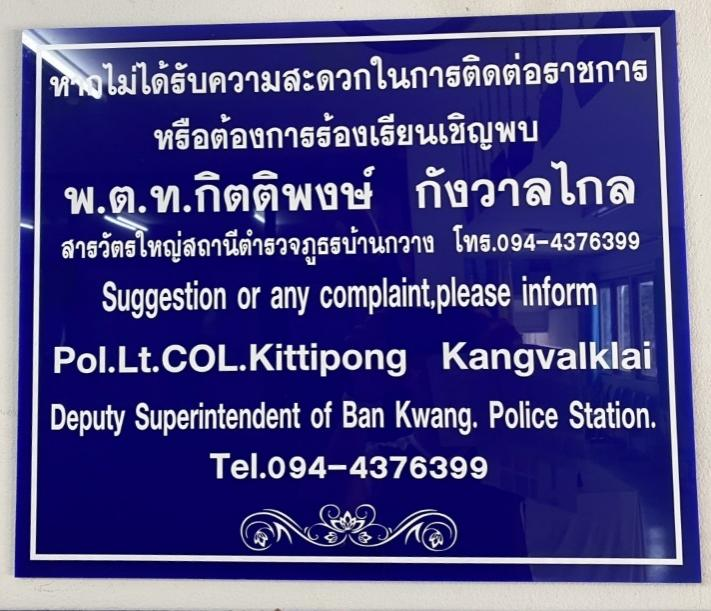 หากไม่ได้รับความสะดวกในการติดต่อราชการ
หรือต้องการร้องเรียนเชิญพบ
พ.ต.ท.กิตติพงษ์ กังวาลไกล
สารวัตรใหญ่สถานีตำรวจภูธรบ้านกวาง โทร.094-4376399
Suggestion or any complaint,please inform
Pol.Lt.COL.Kittipong Kangvalklai
Deputy Superintendent of Ban Kwang. Police Station.
Tel.094-4376399